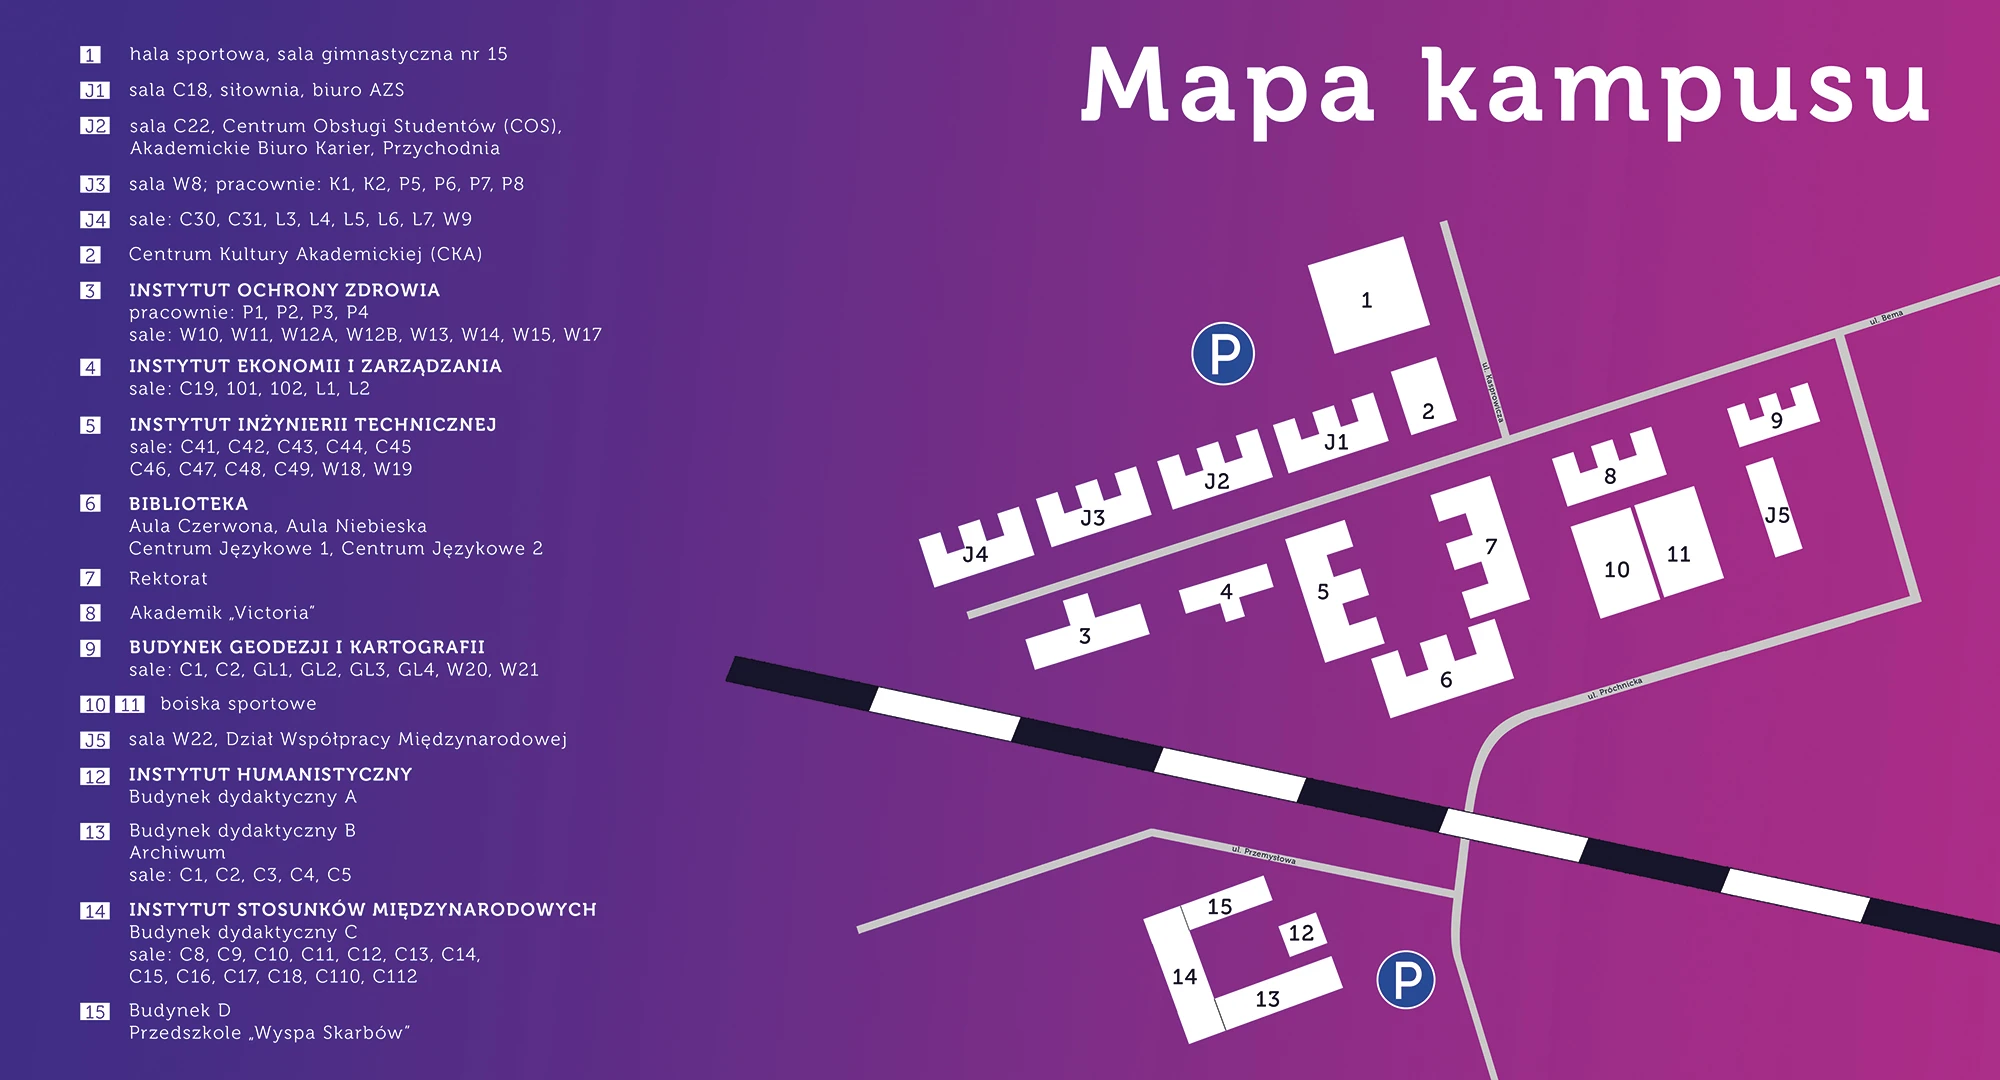 Mapa kampusu
1 hala sportowa, sala gimnastyczna nr 15
J1 sala C18, siłownia, biuro AZS
J2 sala C22, Centrum Obsługi Studentów (COS),
Akademickie Biuro Karier, Przychodnia
J3 sala W8; pracownie: K1, K2, P5, P6, P7, P8
J4 sale: C30, C31, L3, L4, L5, L6, L7, W9
2 Centrum Kultury Akademickiej (CKA)
3 INSTYTUT OCHRONY ZDROWIA
pracownie: P1, P2, P3, P4
sale: W10, W11, W12A, W12B, W13, W14, W15, W17
4 INSTYTUT EKONOMII I ZARZĄDZANIA
sale: C19, 101, 102, L1, L2
5 INSTYTUT INŻYNIERII TECHNICZNEJ
sale: C41, C42, C43, C44, C45
C46, C47, C48, C49, W18, W19
6 BIBLIOTEKA
Aula Czerwona, Aula Niebieska
Centrum Językowe 1, Centrum Językowe 2
7 Rektorat
8 Akademik „Victoria”
9 BUDYNEK GEODEZJI I KARTOGRAFII
sale: C1, C2, GL1, GL2, GL3, GL4, W20, W21
10 11 boiska sportowe
J5 sala W22, Dział Współpracy Międzynarodowej
12 INSTYTUT HUMANISTYCZNY
Budynek dydaktyczny A
13 Budynek dydaktyczny B
Archiwum
sale: C1, C2, C3, C4, C5
14 INSTYTUT STOSUNKÓW MIĘDZYNARODOWYCH
Budynek dydaktyczny C
sale: C8, C9, C10, C11, C12, C13, C14,
C15, C16, C17, C18, C110, C112
15 Budynek D
Przedszkole „Wyspa Skarbów”
1
ul. Bema
P
ul. Kasprowicza
2
9
J1
8
J2
J5
J3
7
11
J4
10
4
5
3
6
ul. Próchnicka
ul. Przemysłowa
15
12
14
P
13